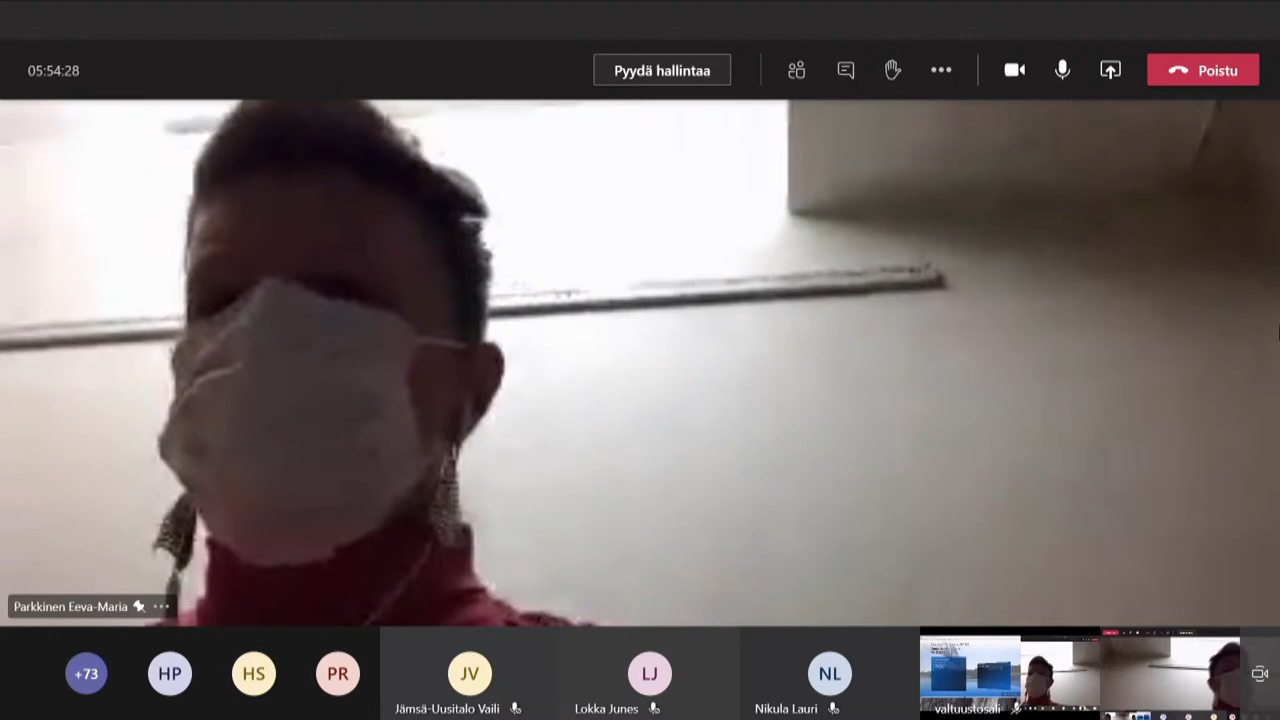 05:54:28
Pyydä hallintaa
Poistu
Parkkinen Eeva-Maria
+73
HP
HS
PR
JV
LJ
NL
Jämsä-Uusitalo Vaili
Lokka Junes
Nikula Lauri
valtuustosali